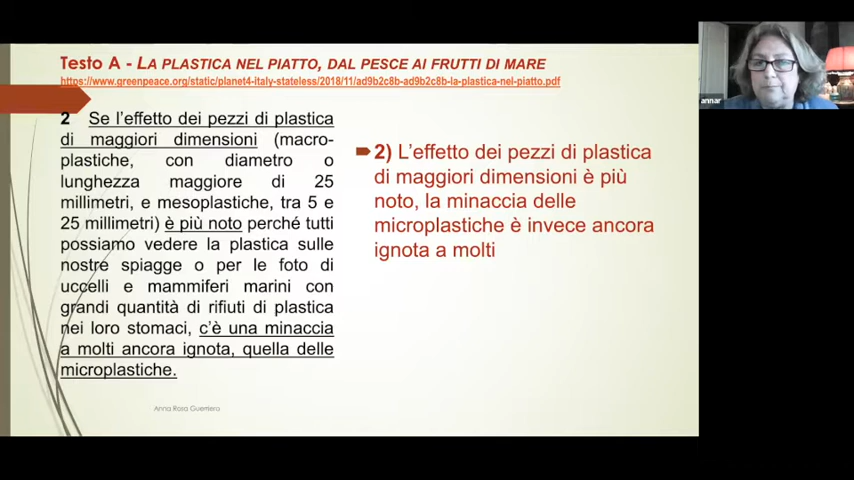 Testo A - LA PLASTICA NEL PIATTO, DAL PESCE AI FRUTTI DI MARE
https://www.greenpeace.org/static/planet4-italy-stateless/2018/11/ad9b2c8b-ad9b2c8b-la-plastica-nel-piatto.pdf
2 Se l’effetto dei pezzi di plastica
di maggiori dimensioni (macro-
plastiche, con diametro o
lunghezza maggiore di 25
millimetri, e mesoplastiche, tra 5 e
25 millimetri) è più noto perché tutti
possiamo vedere la plastica sulle
nostre spiagge o per le foto di
uccelli e mammiferi marini con
grandi quantità di rifiuti di plastica
nei loro stomaci, c’è una minaccia
a molti ancora ignota, quella delle
microplastiche.
2) L’effetto dei pezzi di plastica
di maggiori dimensioni è più
noto, la minaccia delle
microplastiche è invece ancora
ignota a molti
Anna Rosa Guerriero
annar